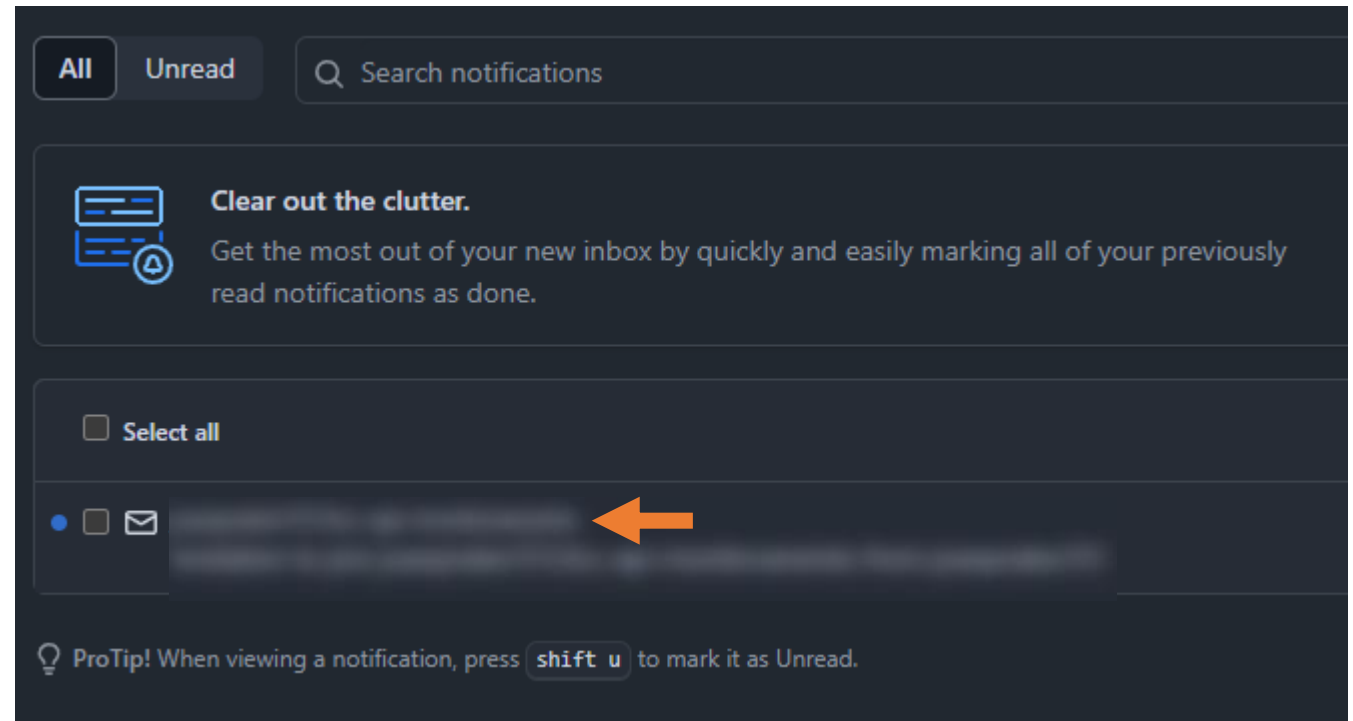 All Unread Search notifications
Clear out the clutter.
Get the most out of your new inbox by quickly and easily marking all of your previously
read notifications as done.
Select all
ProTip! When viewing a notification, press shift u to mark it as Unread.